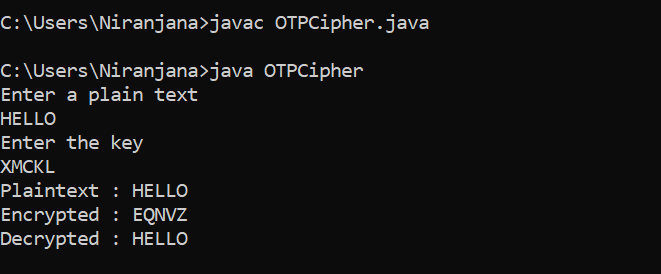 C:\Users\Niranjana>javac OTPCipher.java
C:\Users\Niranjana>java OTPCipher
Enter a plain text
HELLO
Enter the key
XMCKL
Plaintext : HELLO
Encrypted : EQNVZ
Decrypted : HELLO